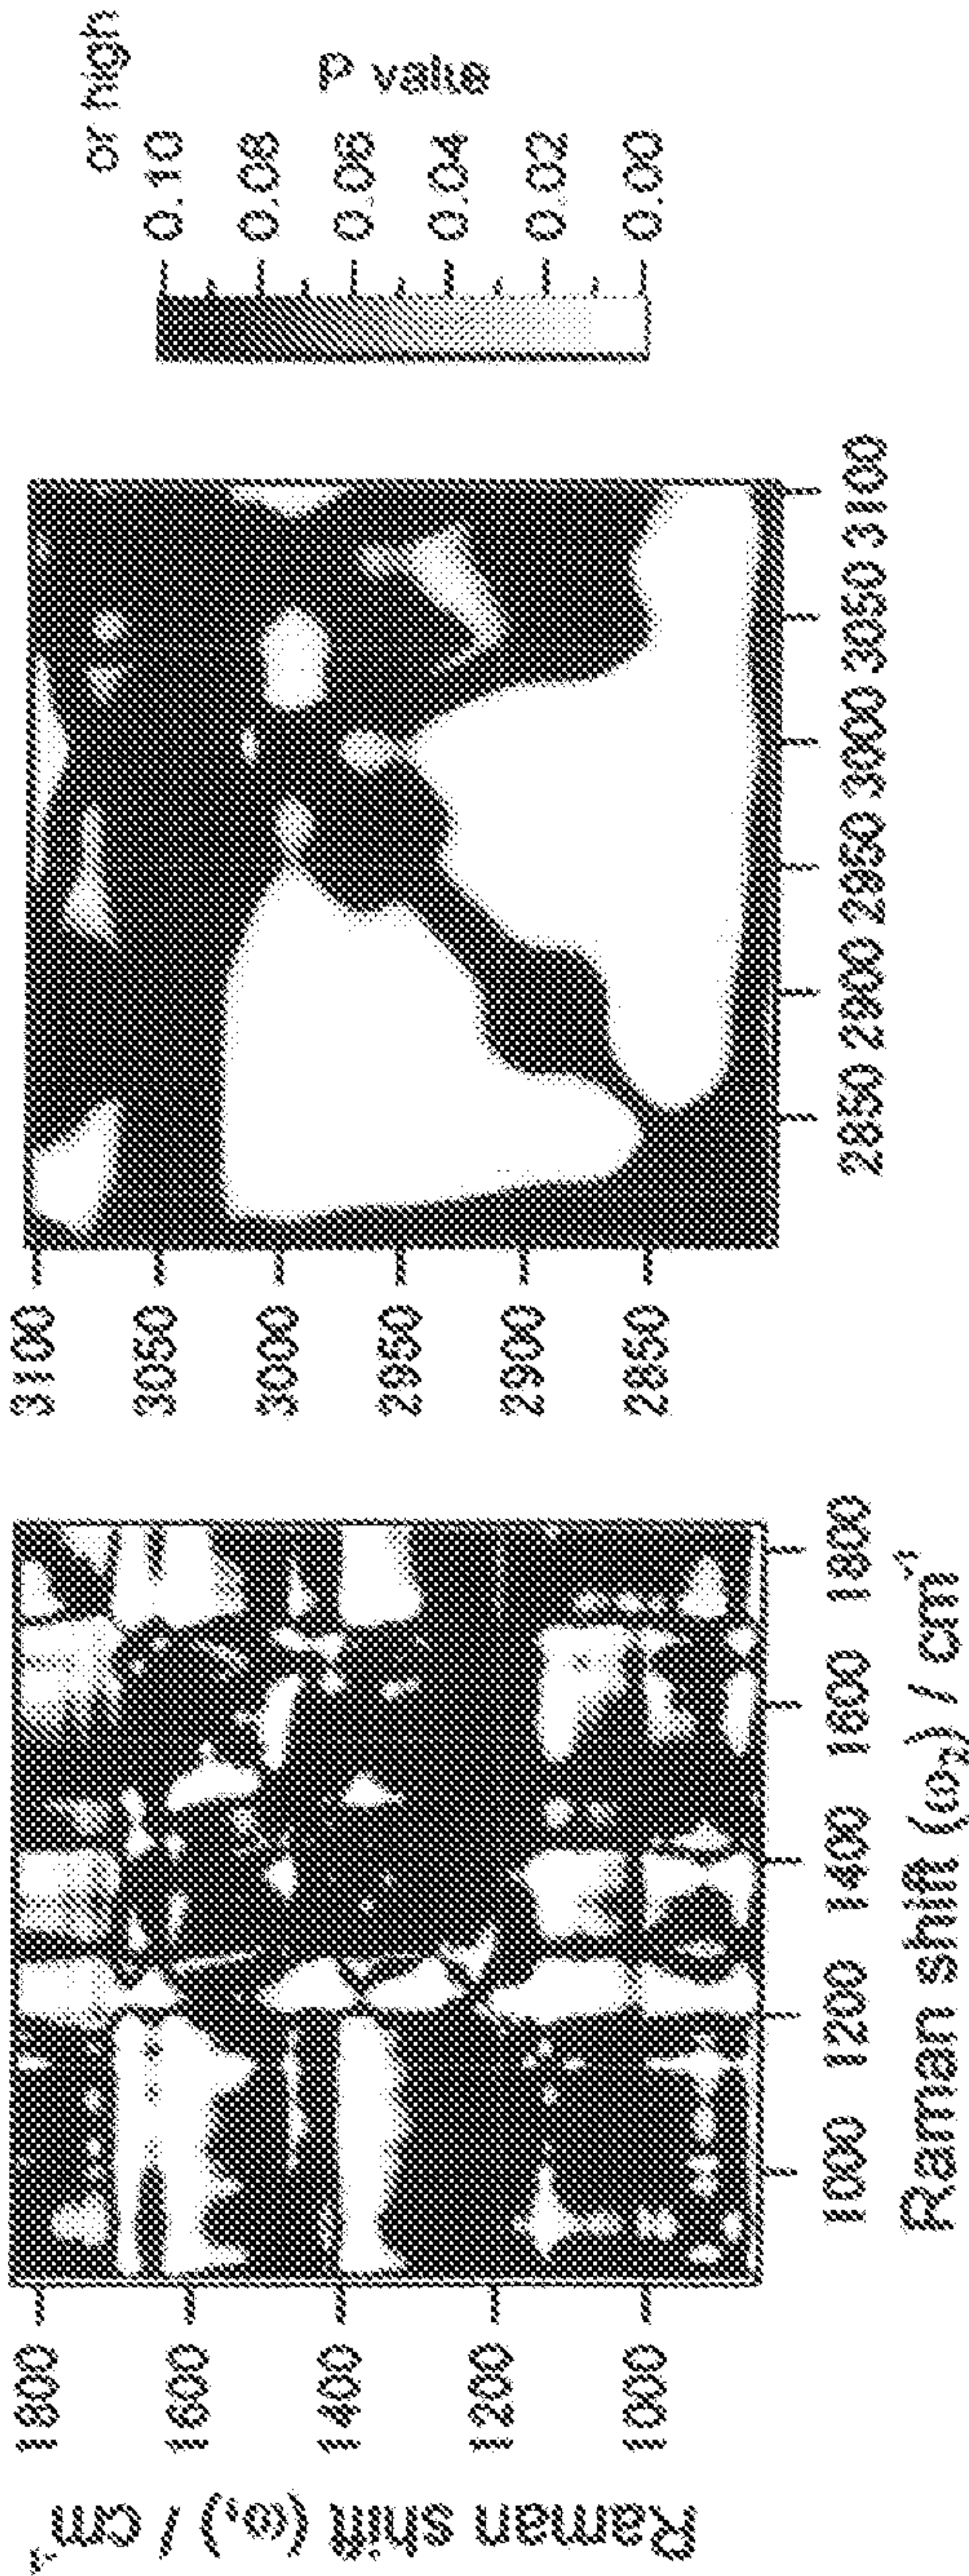 Raman shift (ω₁) / cm⁻¹
1800
1600
1400
1200
1000
1000 1200 1400 1600 1800
Raman shift (ω₂) / cm⁻¹
3100
3050
3000
2950
2900
2850
2850 2900 2950 3000 3050 3100
or high
0.10
0.08
0.06
0.04
0.02
0.00
P value